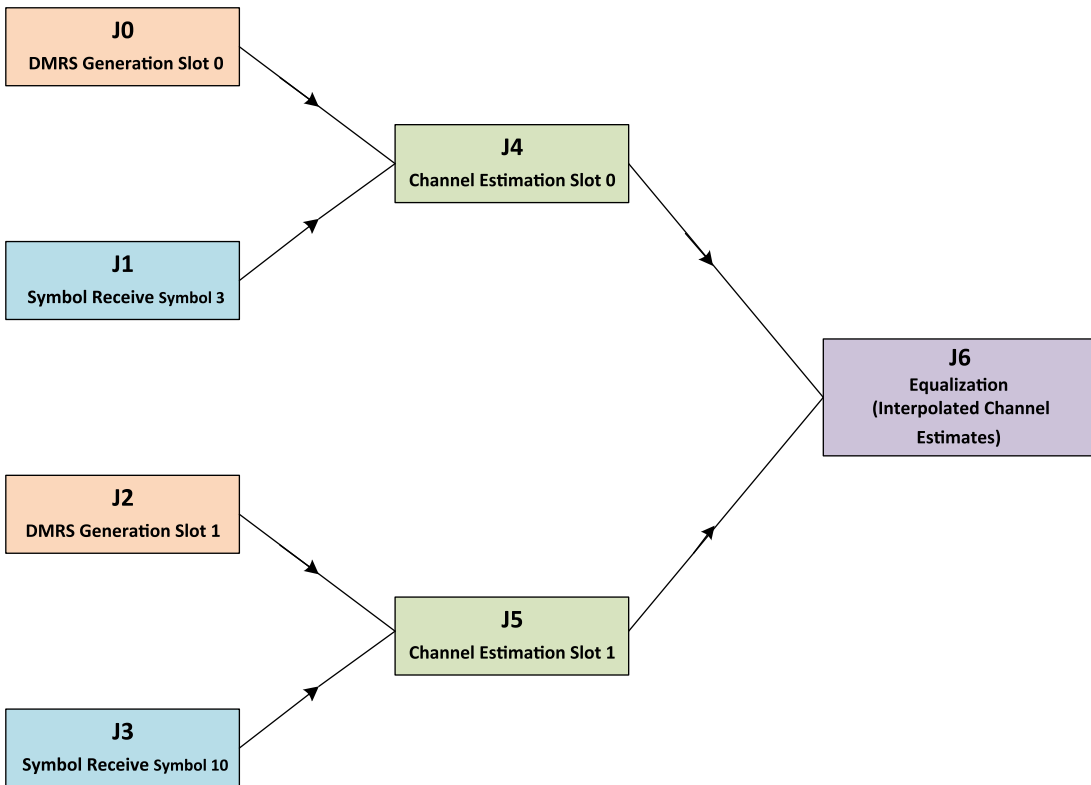 J0
DMRS Generation Slot 0
J4
Channel Estimation Slot 0
J1
Symbol Receive Symbol 3
J6
Equalization
(Interpolated Channel
Estimates)
J2
DMRS Generation Slot 1
J5
Channel Estimation Slot 1
J3
Symbol Receive Symbol 10